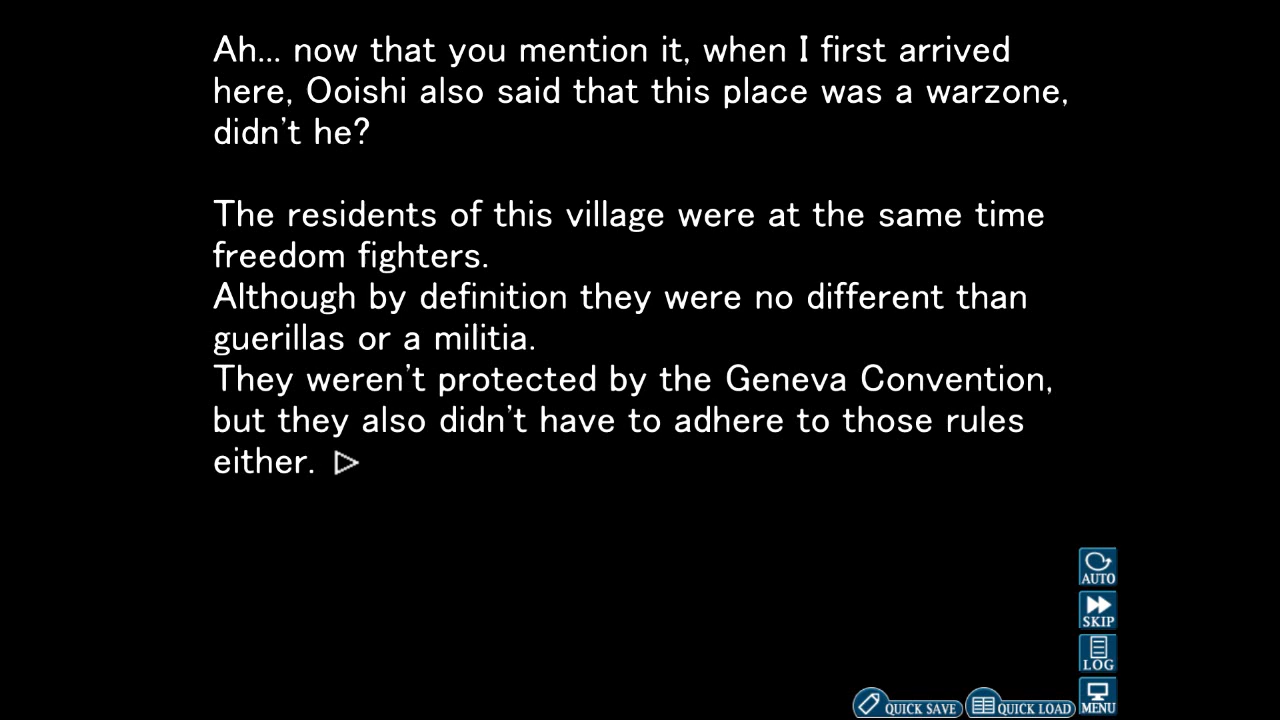 Ah... now that you mention it, when I first arrived
here, Ooishi also said that this place was a warzone,
didn't he?
The residents of this village were at the same time
freedom fighters.
Although by definition they were no different than
guerillas or a militia.
They weren't protected by the Geneva Convention,
but they also didn't have to adhere to those rules
either.
AUTO
SKIP
LOG
MENU
QUICK SAVE
QUICK LOAD